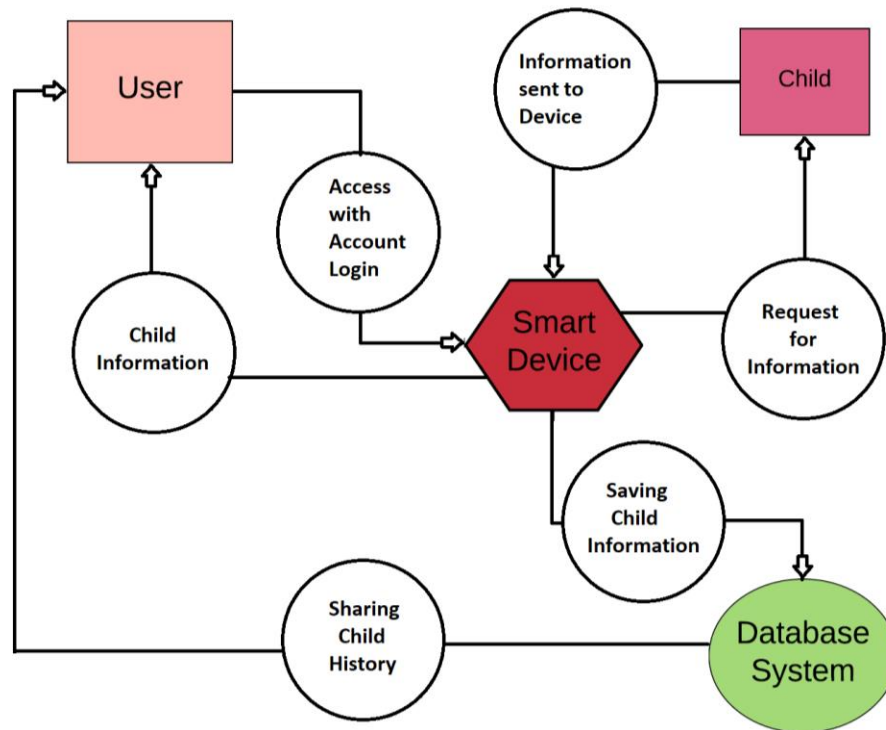 User
Information
sent to
Device
Child
Access
with
Account
Login
Child
Information
Smart
Device
Request
for
Information
Saving
Child
Information
Sharing
Child
History
Database
System